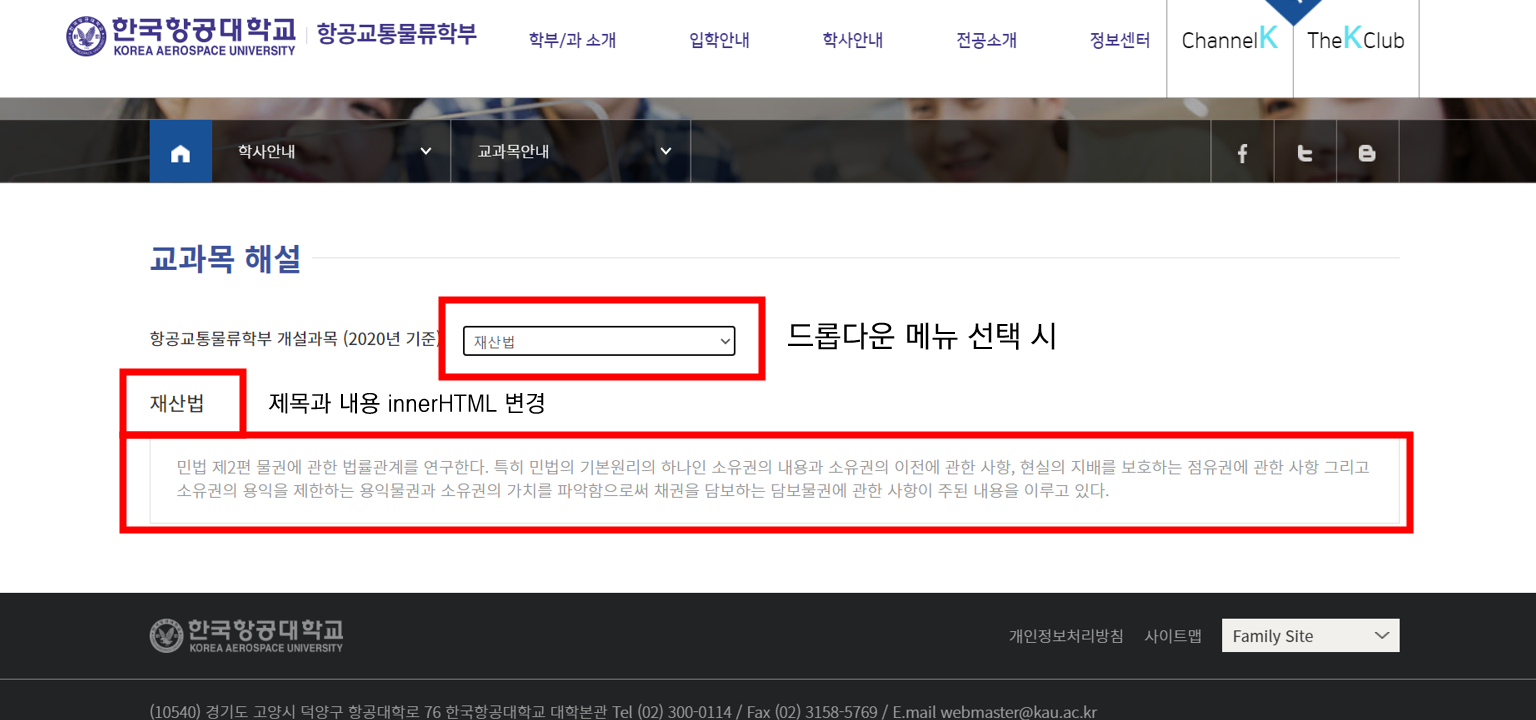 한국항공대학교 항공교통물류학부 학부/과 소개 입학안내 학사안내 전공소개 정보센터 ChannelK TheKClub
KOREA AEROSPACE UNIVERSITY
학사안내 교과목안내
교과목 해설
항공교통물류학부 개설과목 (2020년 기준) 재산법 드롭다운 메뉴 선택 시
재산법 제목과 내용 innerHTML 변경
민법 제2편 물권에 관한 법률관계를 연구한다. 특히 민법의 기본원리의 하나인 소유권의 내용과 소유권의 이전에 관한 사항, 현실의 지배를 보호하는 점유권에 관한 사항 그리고
소유권의 용익을 제한하는 용익물권과 소유권의 가치를 파악함으로써 채권을 담보하는 담보물권에 관한 사항이 주된 내용을 이루고 있다.
한국항공대학교 개인정보처리방침 사이트맵 Family Site
KOREA AEROSPACE UNIVERSITY
(10540) 경기도 고양시 덕양구 항공대학로 76 한국항공대학교 대학본관 Tel (02) 300-0114 / Fax (02) 3158-5769 / E.mail webmaster@kau.ac.kr